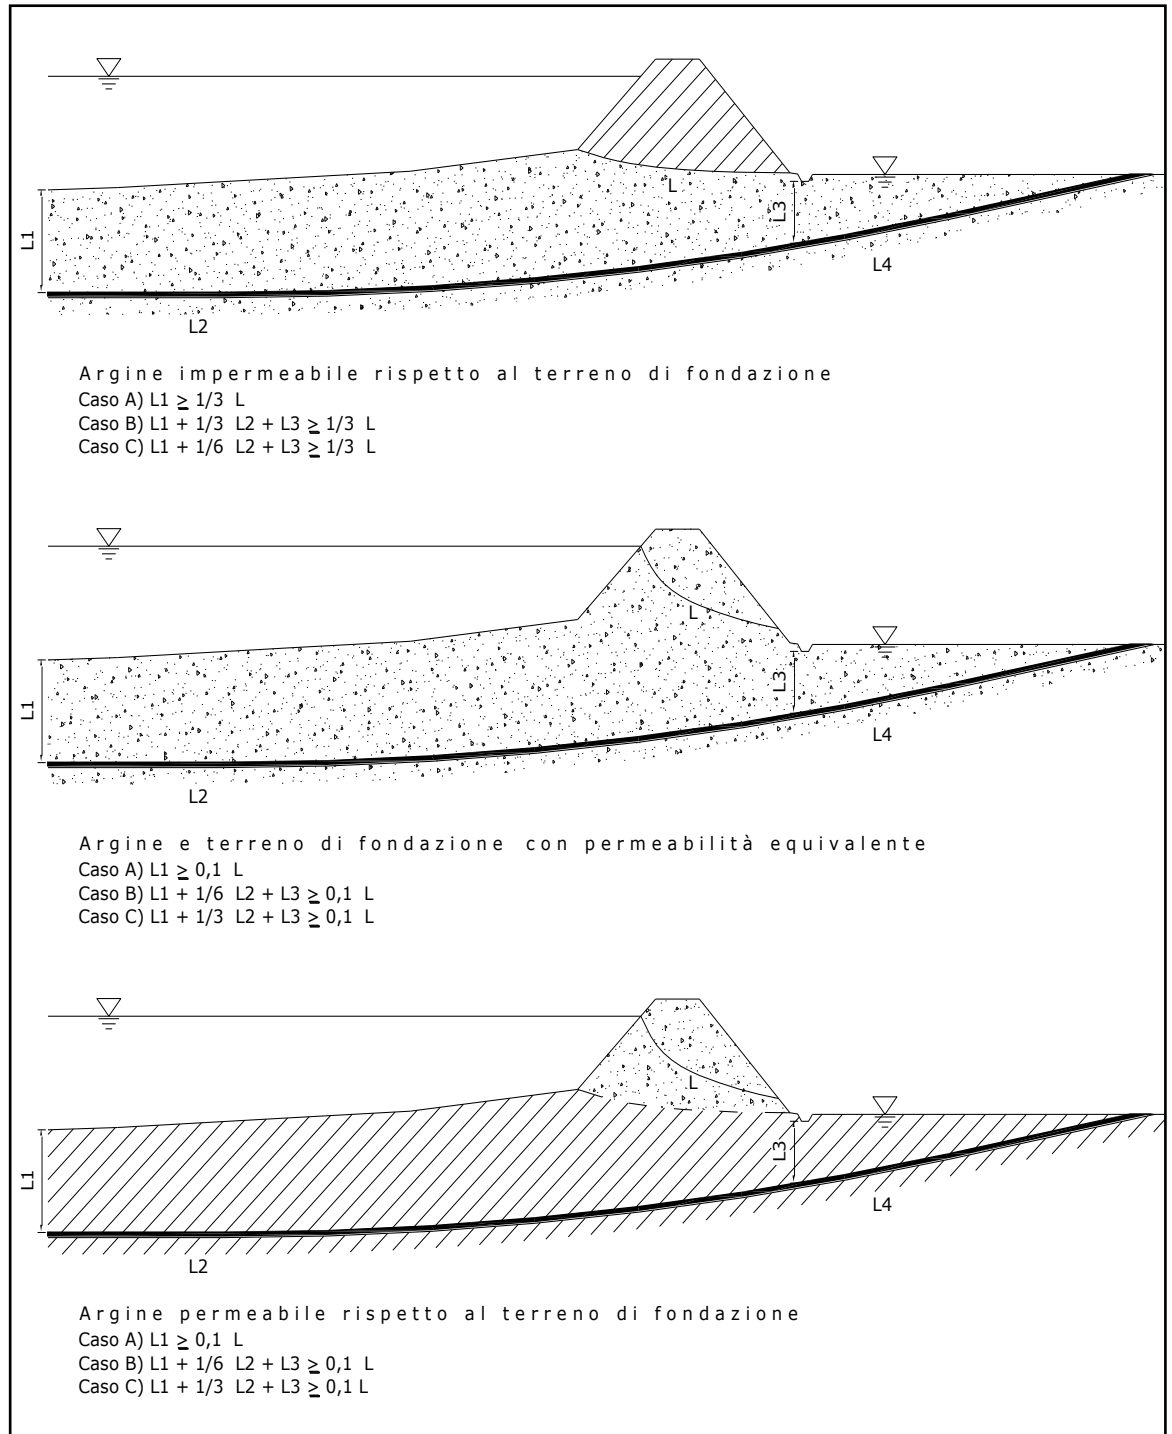 L
L3
L1
L4
L2
Argine impermeabile rispetto al terreno di fondazione
Caso A) L1 ≥ 1/3 L
Caso B) L1 + 1/3 L2 + L3 ≥ 1/3 L
Caso C) L1 + 1/6 L2 + L3 ≥ 1/3 L
L
L3
L1
L4
L2
Argine e terreno di fondazione con permeabilità equivalente
Caso A) L1 ≥ 0,1 L
Caso B) L1 + 1/6 L2 + L3 ≥ 0,1 L
Caso C) L1 + 1/3 L2 + L3 ≥ 0,1 L
L
L3
L1
L4
L2
Argine permeabile rispetto al terreno di fondazione
Caso A) L1 ≥ 0,1 L
Caso B) L1 + 1/6 L2 + L3 ≥ 0,1 L
Caso C) L1 + 1/3 L2 + L3 ≥ 0,1 L